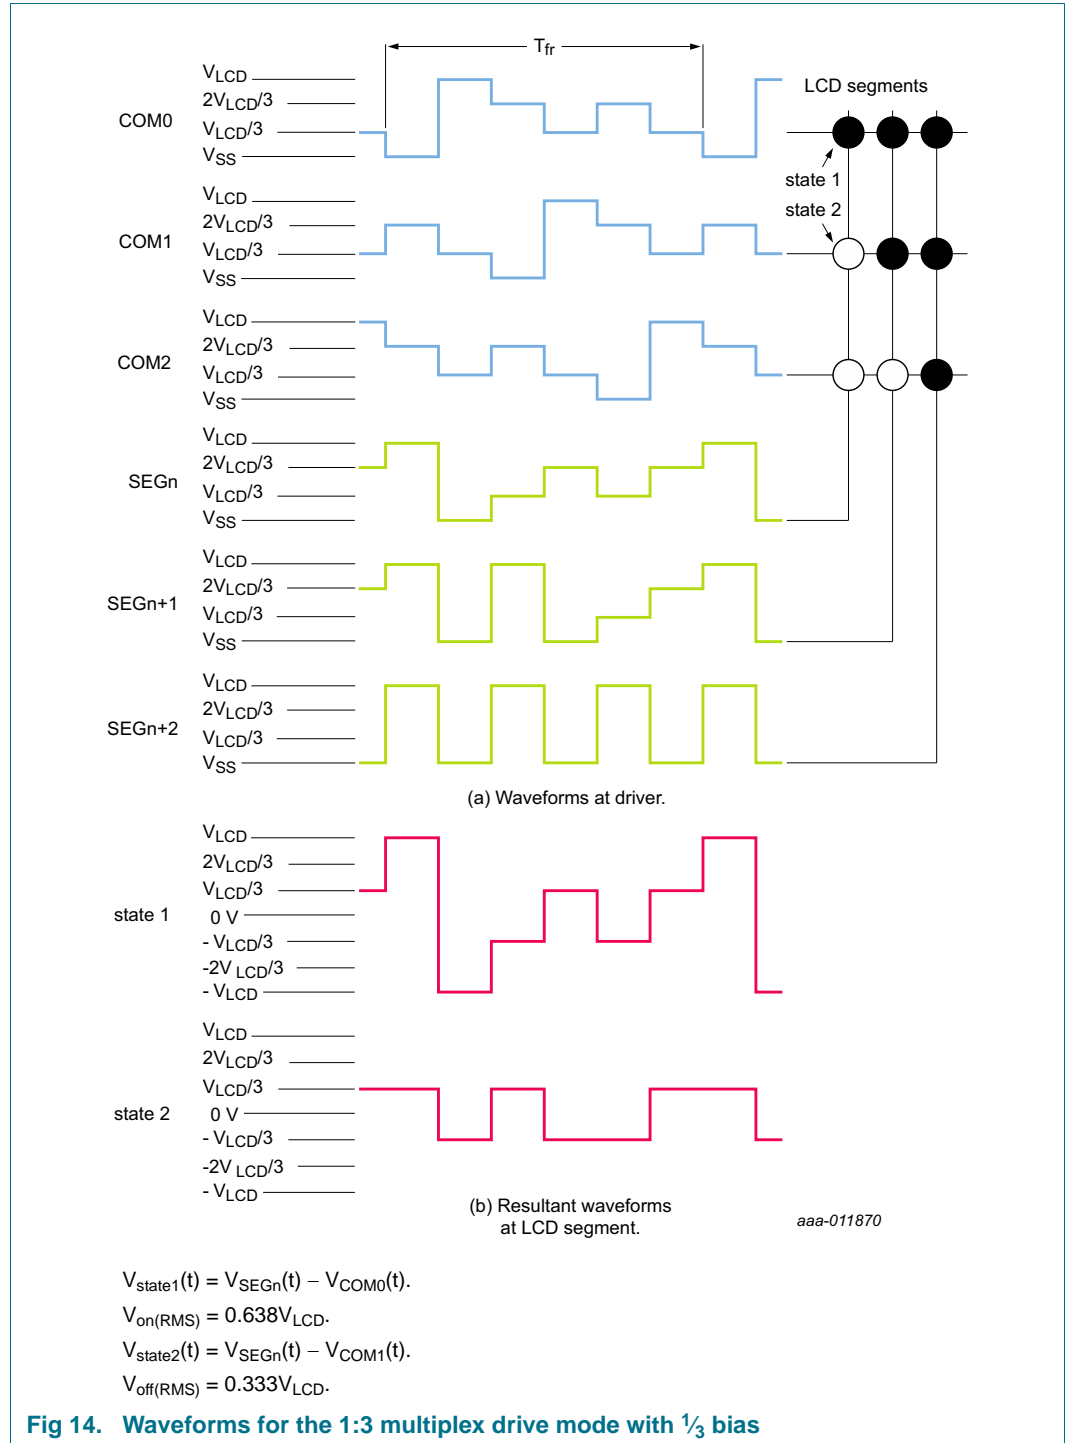 Tfr
VLCD
2VLCD/3
COM0
VLCD/3
VSS
LCD segments
state 1
state 2
VLCD
2VLCD/3
COM1
VLCD/3
VSS
VLCD
2VLCD/3
COM2
VLCD/3
VSS
VLCD
2VLCD/3
SEGn
VLCD/3
VSS
VLCD
2VLCD/3
SEGn+1
VLCD/3
VSS
VLCD
2VLCD/3
SEGn+2
VLCD/3
VSS
(a) Waveforms at driver.
VLCD
2VLCD/3
VLCD/3
state 1
0 V
- VLCD/3
-2V LCD/3
- VLCD
VLCD
2VLCD/3
VLCD/3
state 2
0 V
- VLCD/3
-2V LCD/3
- VLCD
(b) Resultant waveforms
at LCD segment.
aaa-011870
Vstate1(t) = VSEGn(t) − VCOM0(t).
Von(RMS) = 0.638VLCD.
Vstate2(t) = VSEGn(t) − VCOM1(t).
Voff(RMS) = 0.333VLCD.
Fig 14. Waveforms for the 1:3 multiplex drive mode with 1⁄3 bias